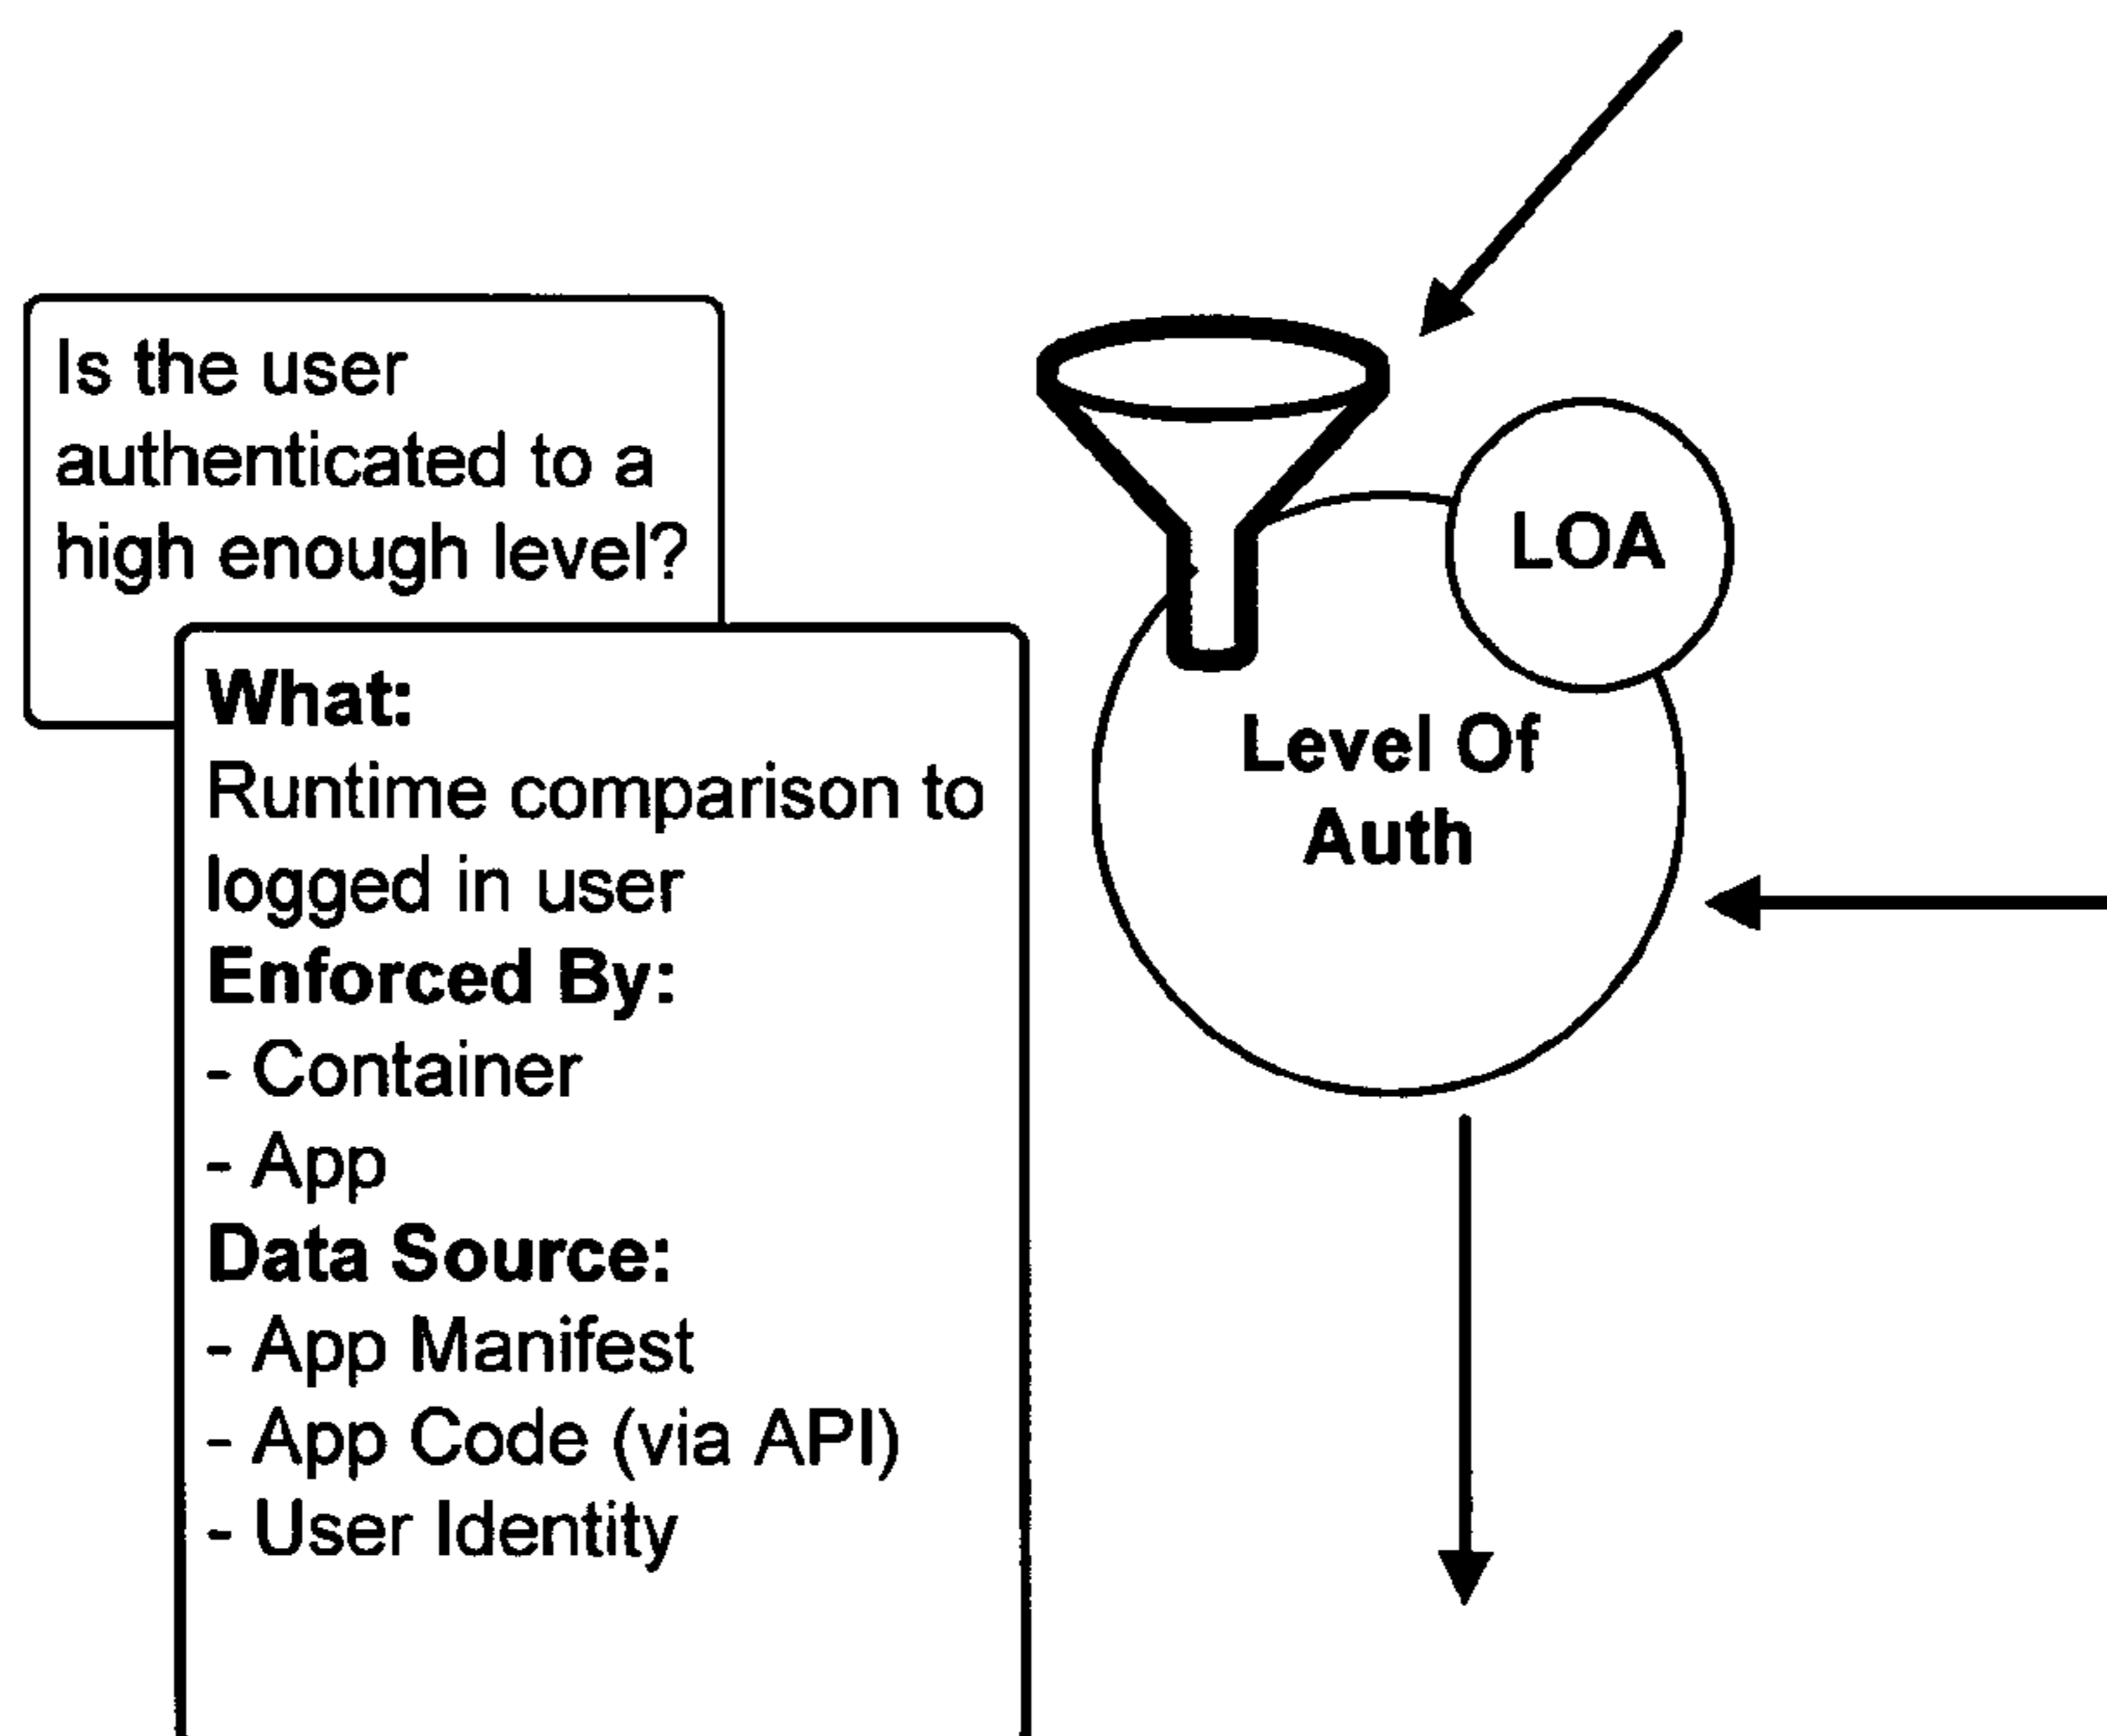 Is the user
authenticated to a
high enough level?
What:
Runtime comparison to
logged in user
Enforced By:
- Container
- App
Data Source:
- App Manifest
- App Code (via API)
- User Identity
LOA
Level Of
Auth